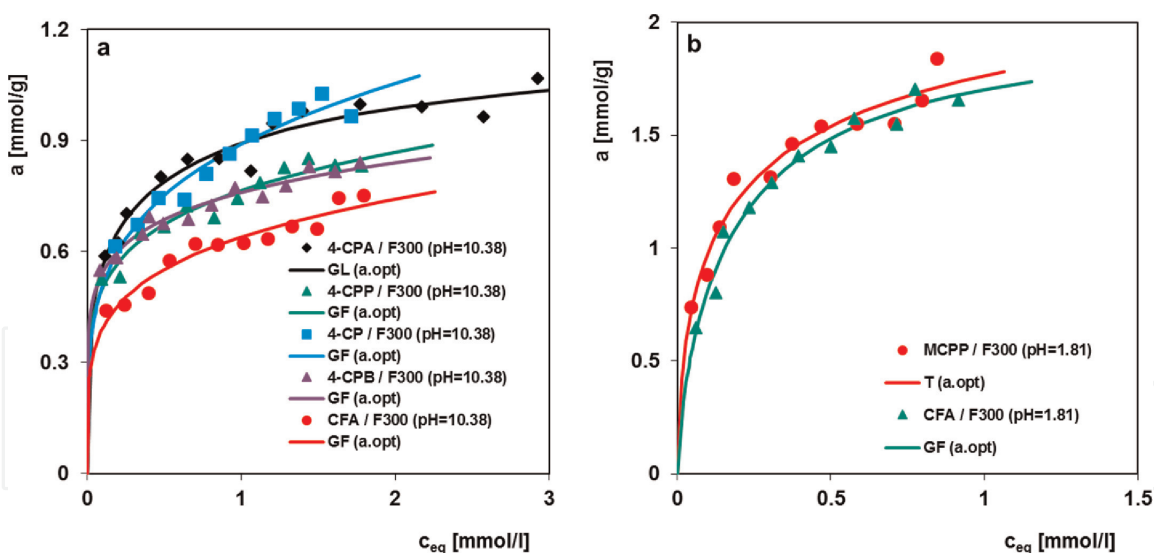 a
a [mmol/g]
1.2
0.9
0.6
0.3
0
0
1
2
3
c_eq [mmol/l]
4-CPA / F300 (pH=10.38)
GL (a.opt)
4-CPP / F300 (pH=10.38)
GF (a.opt)
4-CP / F300 (pH=10.38)
GF (a.opt)
4-CPB / F300 (pH=10.38)
GF (a.opt)
CFA / F300 (pH=10.38)
GF (a.opt)
b
a [mmol/g]
2
1.5
1
0.5
0
0
0.5
1
1.5
c_eq [mmol/l]
MCPP / F300 (pH=1.81)
T (a.opt)
CFA / F300 (pH=1.81)
GF (a.opt)